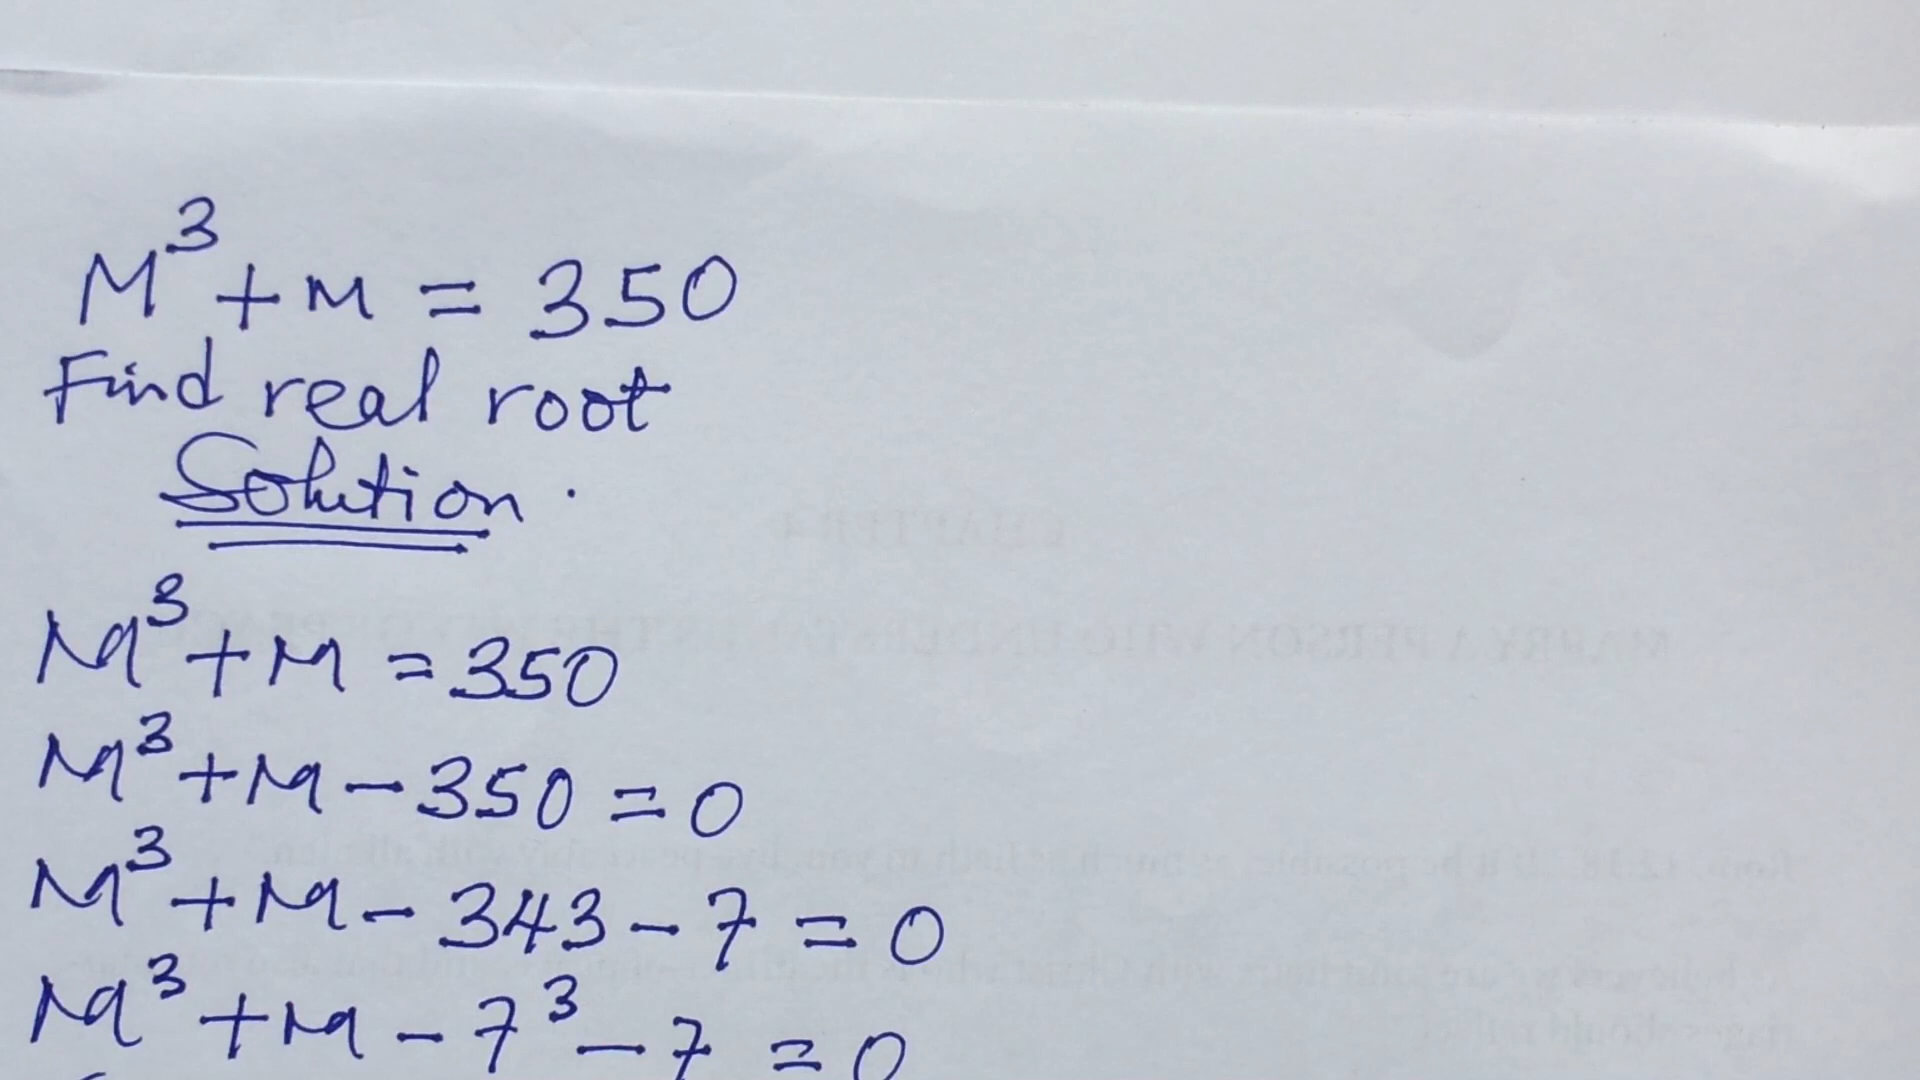 M³+M = 350
Find real root
Solution.
M³+M = 350
M³+M-350 = 0
M³+M-343-7 = 0
M³+M-7³-7 = 0